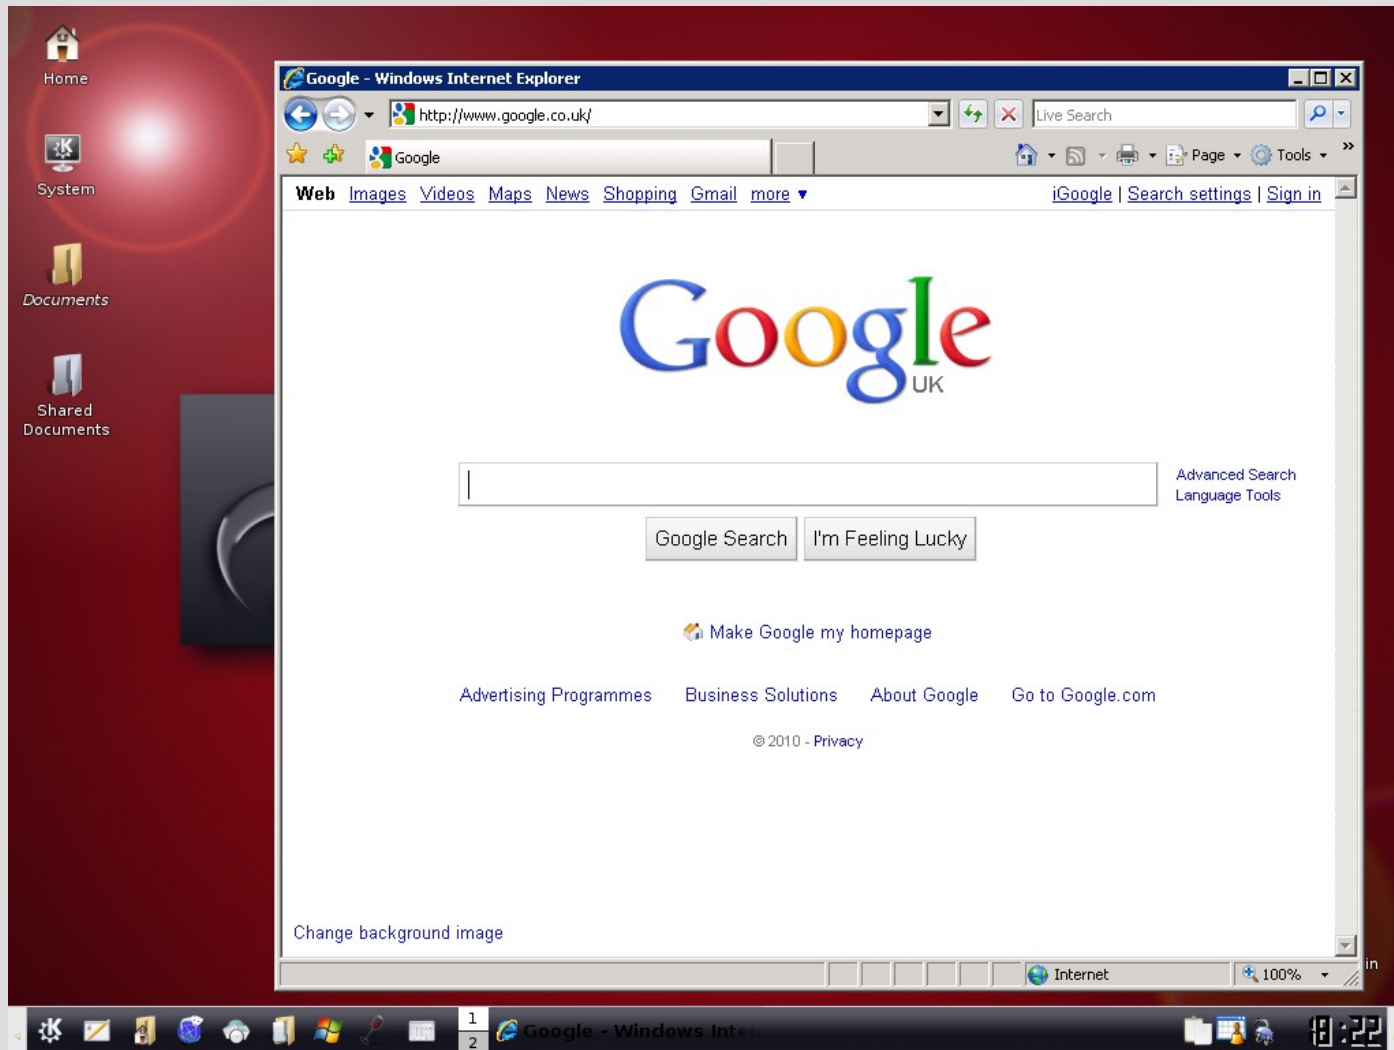 Home
System
Documents
Shared
Documents
Google - Windows Internet Explorer
http://www.google.co.uk/
Live Search
Google
Page
Tools
Web Images Videos Maps News Shopping Gmail more
iGoogle | Search settings | Sign in
Google
UK
Advanced Search
Language Tools
Google Search
I'm Feeling Lucky
Make Google my homepage
Advertising Programmes Business Solutions About Google Go to Google.com
© 2010 - Privacy
Change background image
in
Internet
100%
1
2
Google - Windows Inte
18:22